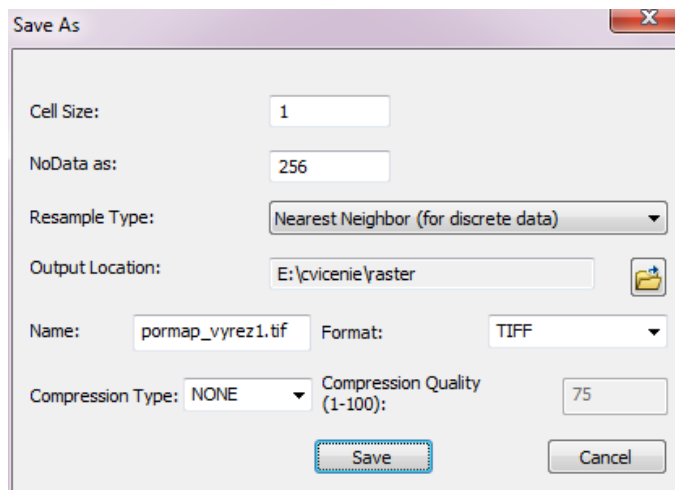 Save As
Cell Size: 1
NoData as: 256
Resample Type: Nearest Neighbor (for discrete data)
Output Location: E:\cvicenie\raster
Name: pormap_vyrez1.tif Format: TIFF
Compression Type: NONE Compression Quality (1-100): 75
Save Cancel